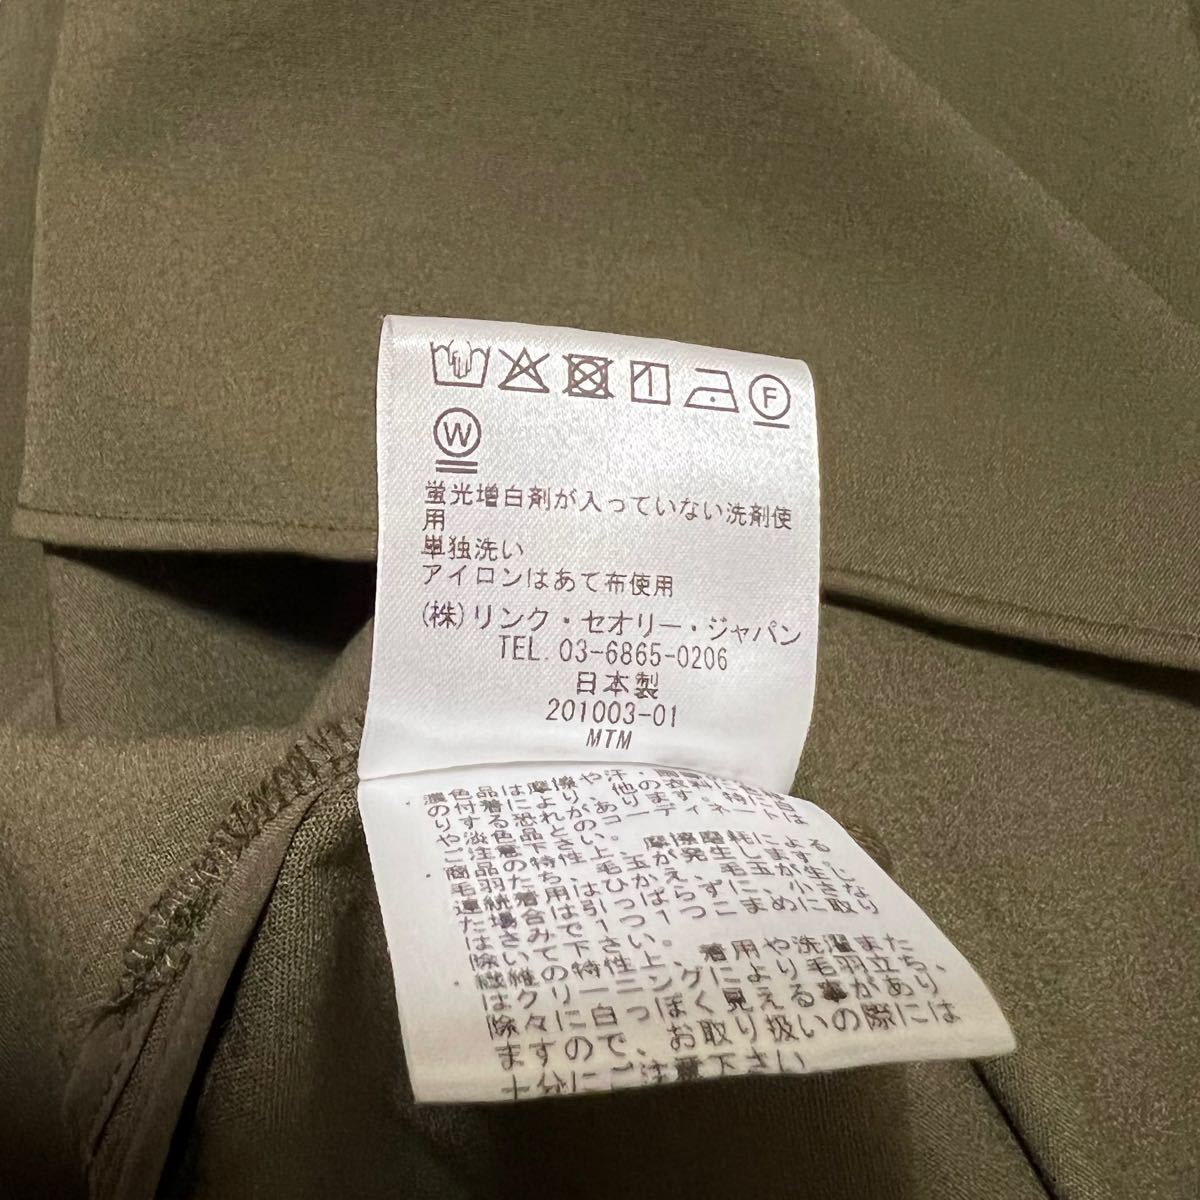 F
W
蛍光増白剤が入っていない洗剤使
用
単独洗い
アイロンはあて布使用
(株)リンク・セオリー・ジャパン
TEL. 03-6865-0206
日本製
201003-01
MTM
濃色品は摩擦や汗・
の付着により、他の衣料
りする恐れがあります。特に
や淡色品とのコーディネートは
ご注意下さい。
商品の特性上、摩擦摩耗による
毛羽たち、毛玉が発生します。
連続着用はひかえ、毛玉が生じ
た場合は引っぱらずに、小さな
はさみで1つ1つこまめに取り
除いて下さい。
繊維の特性上、着用や洗濯また
はクリーニングにより毛羽立ち、
除々に白っぽく見える事があり
ますので、お取り扱いの際には
十分にご注意下さい